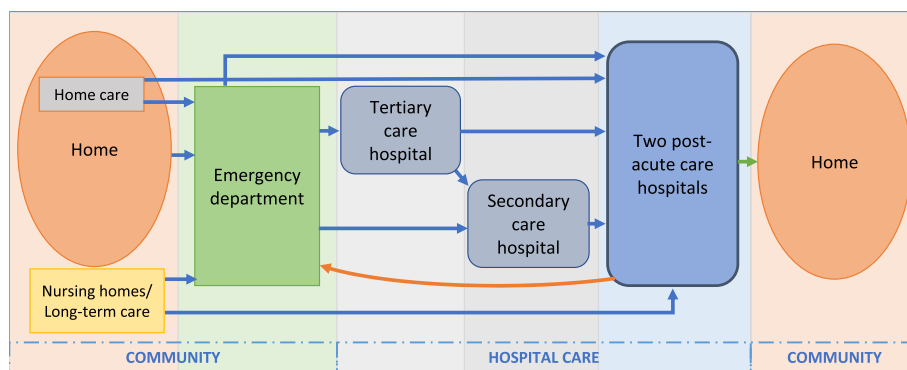 Home care
Home
Nursing homes/
Long-term care
Emergency
department
Tertiary
care
hospital
Secondary
care
hospital
Two post-
acute care
hospitals
Home
COMMUNITY
HOSPITAL CARE
COMMUNITY